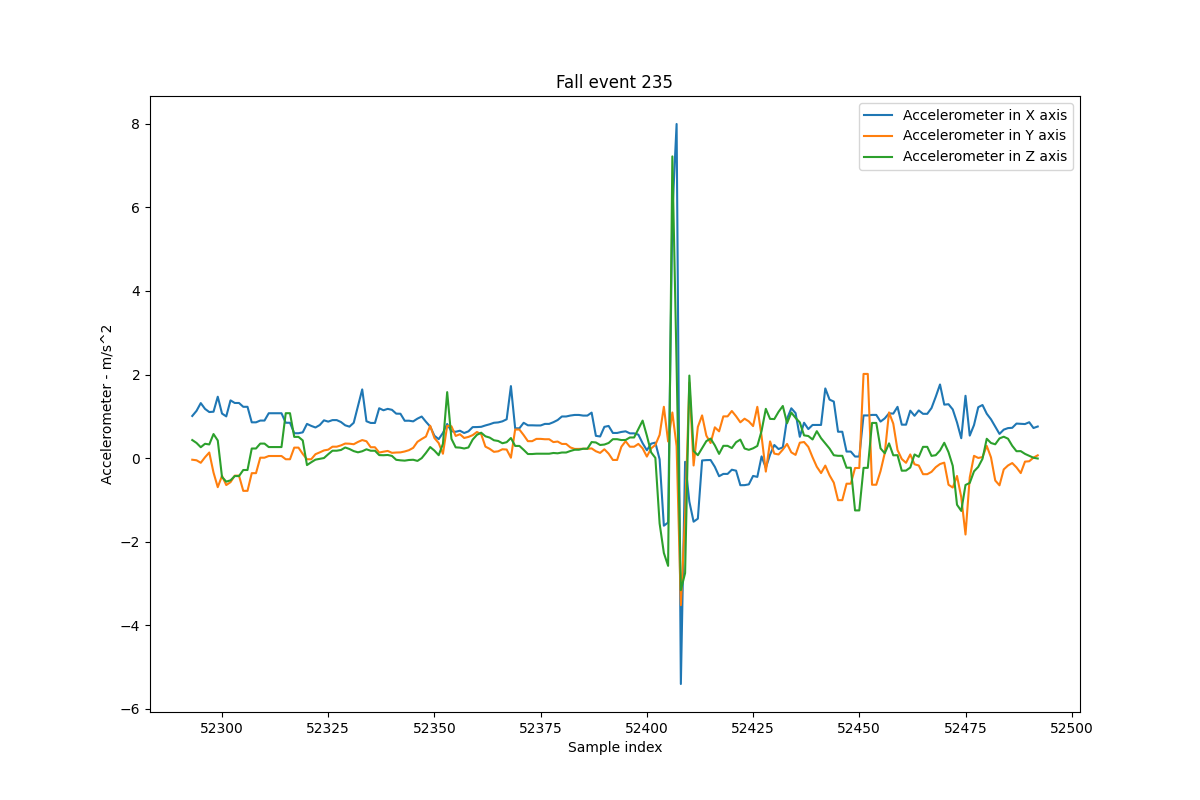 Fall event 235
Accelerometer in X axis
Accelerometer in Y axis
Accelerometer in Z axis
Accelerometer - m/s^2
8
6
4
2
0
−2
−4
−6
52300 52325 52350 52375 52400 52425 52450 52475 52500
Sample index